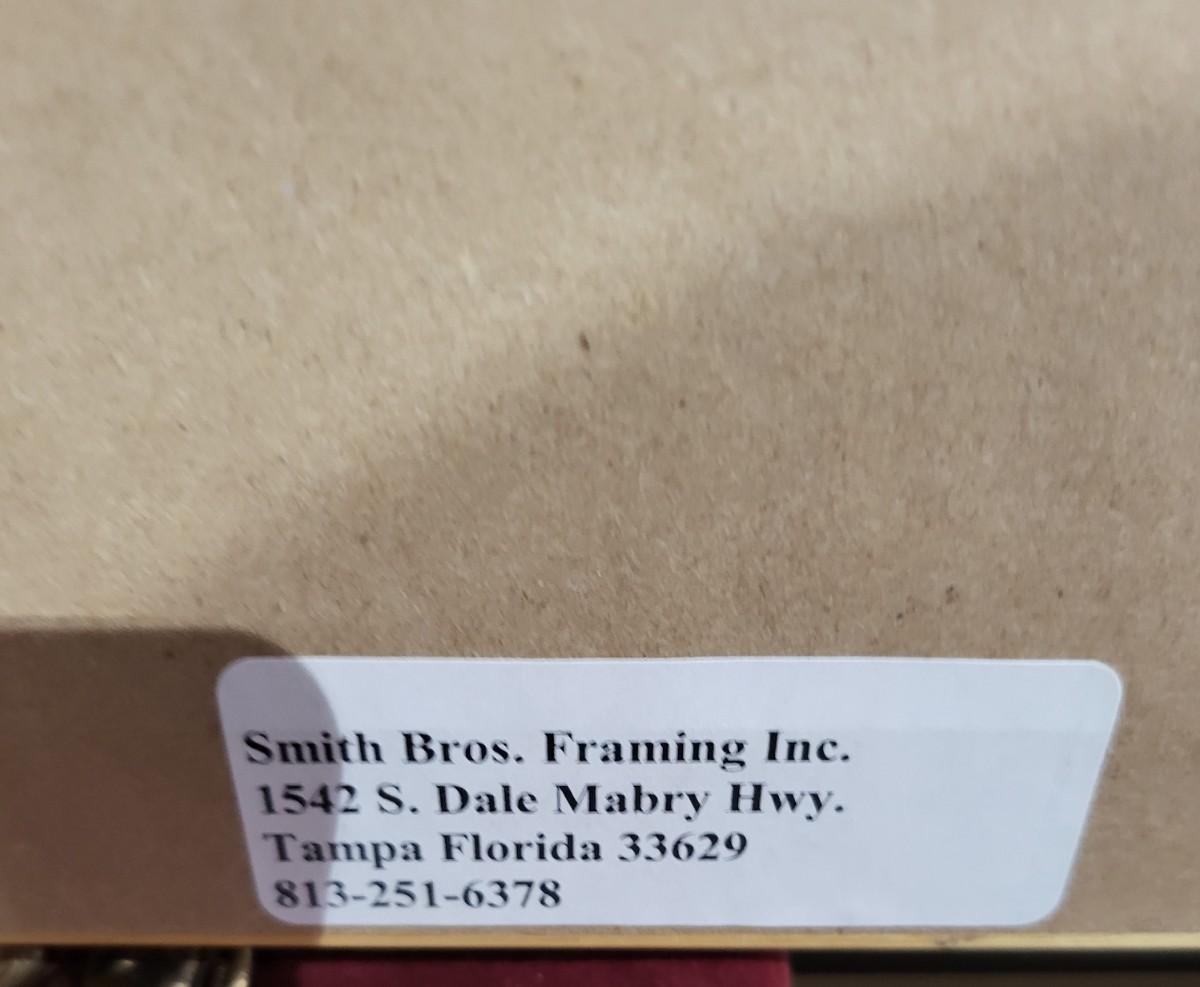 Smith Bros. Framing Inc.
1542 S. Dale Mabry Hwy.
Tampa Florida 33629
813-251-6378